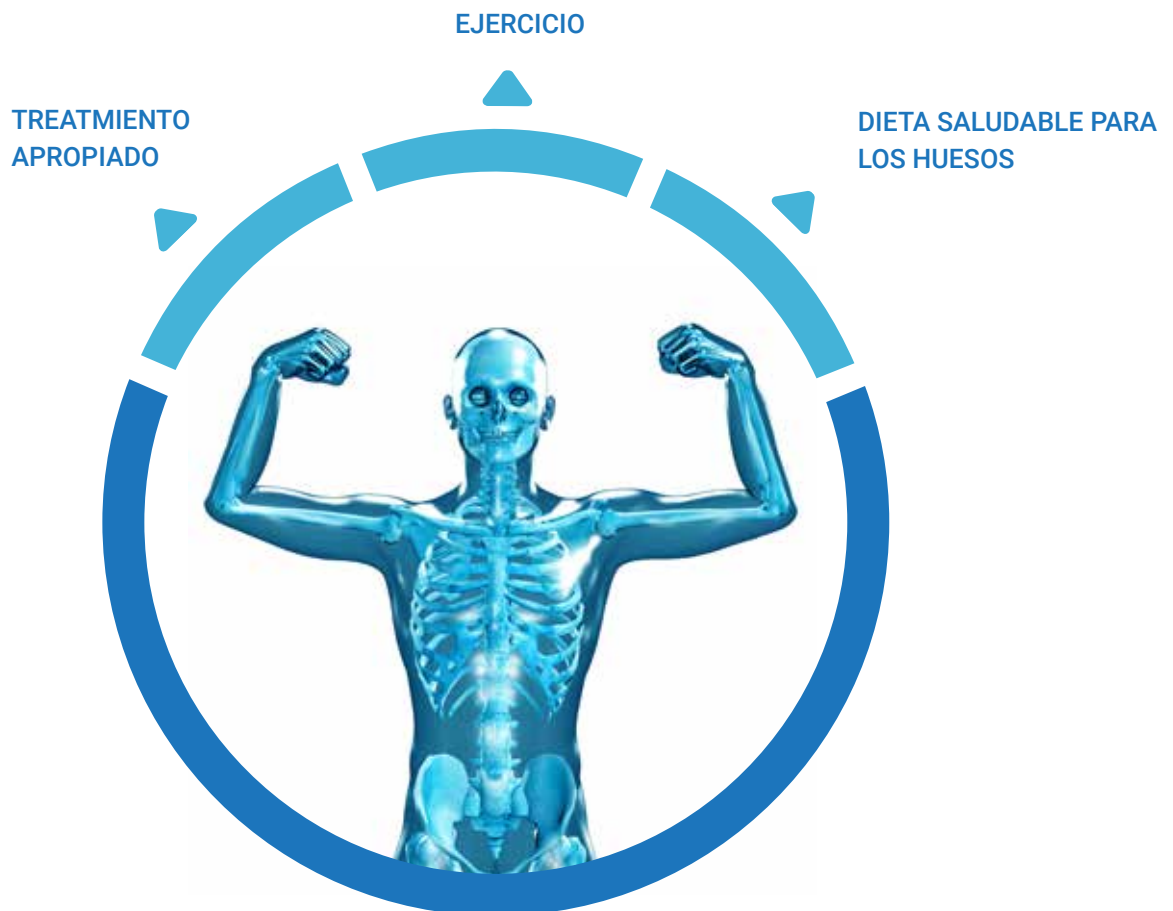 EJERCICIO
TREATMIENTO
APROPIADO
DIETA SALUDABLE PARA
LOS HUESOS